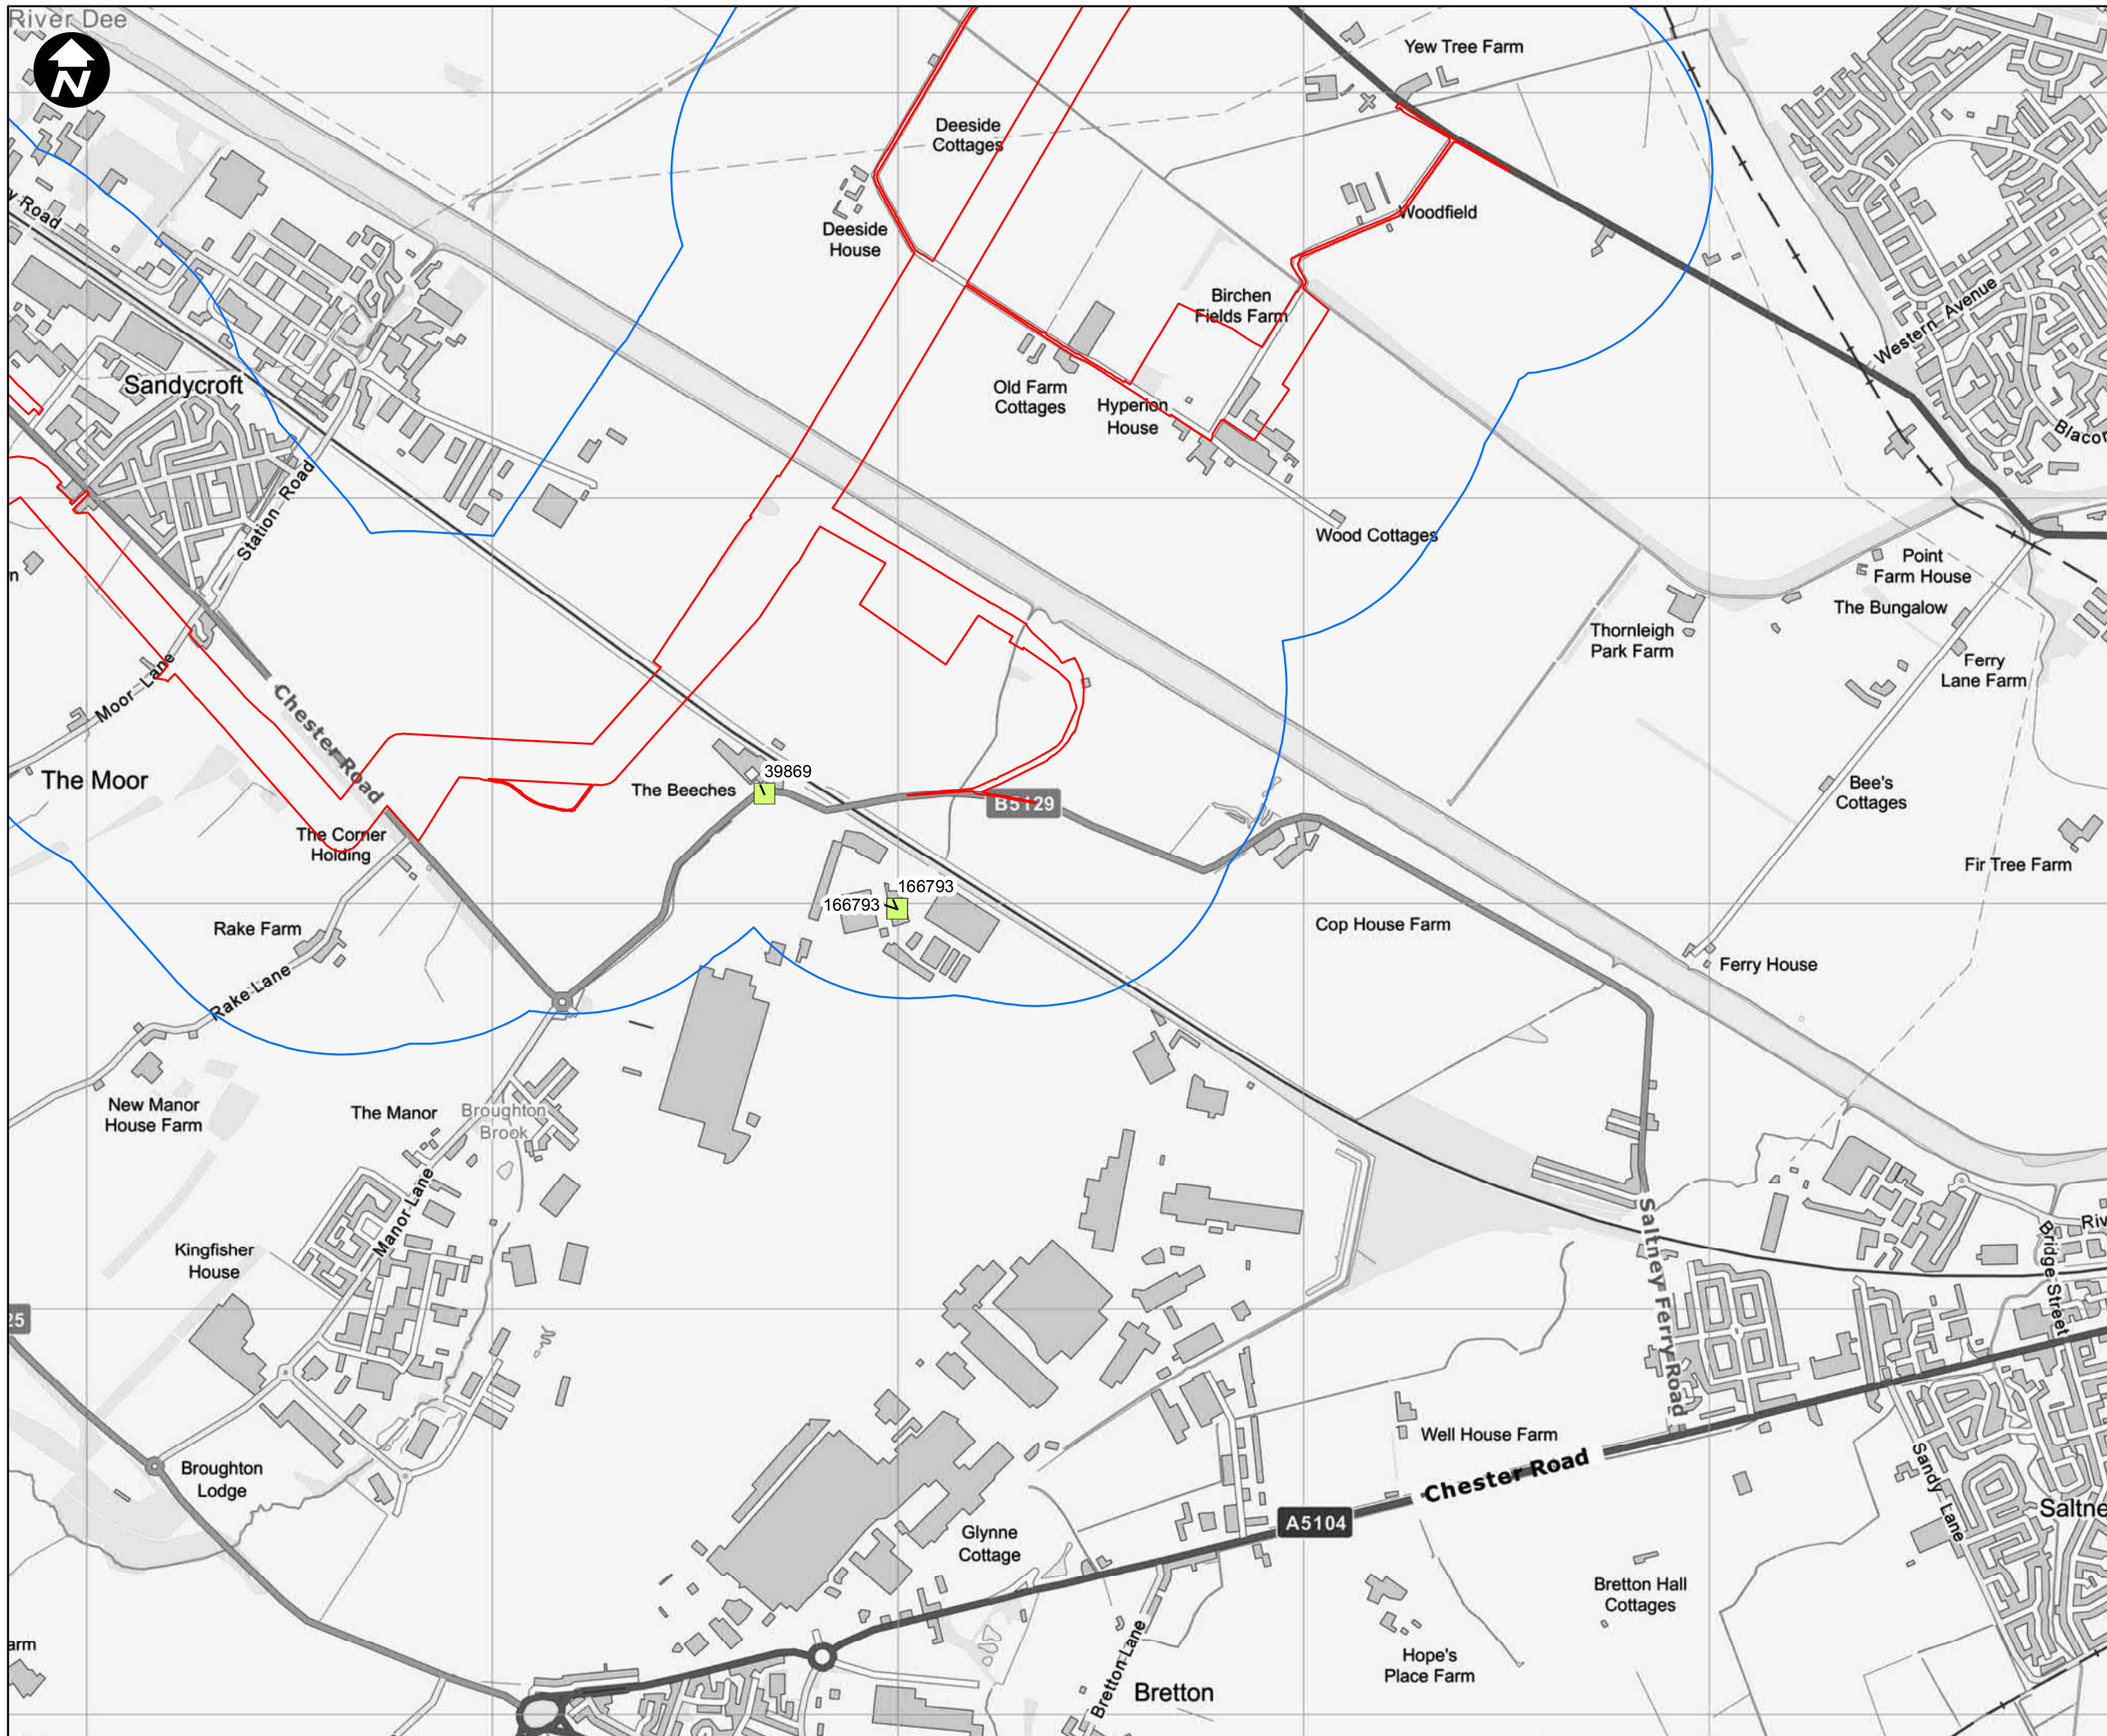 River Dee
N
Yew Tree Farm
Deeside
Cottages
Woodfield
Deeside
House
Birchen
Fields Farm
Western Avenue
Sandycroft
Old Farm
Cottages
Hyperion
House
Station Road
Wood Cottages
Point
Farm House
The Bungalow
Thornleigh
Park Farm
Ferry
Lane Farm
Moor Lane
Chester Road
The Moor
39869
The Beeches
B5129
Bee's
Cottages
The Corner
Holding
Fir Tree Farm
166793
166793
Rake Farm
Cop House Farm
Ferry House
Rake Lane
New Manor
House Farm
The Manor
Broughton
Brook
Manor Lane
Kingfisher
House
Saltney Ferry Road
Bridge Street
Well House Farm
Chester Road
A5104
Broughton
Lodge
Sandy Lane
Glynne
Cottage
Bretton Hall
Cottages
Hope's
Place Farm
Bretton Lane
Bretton